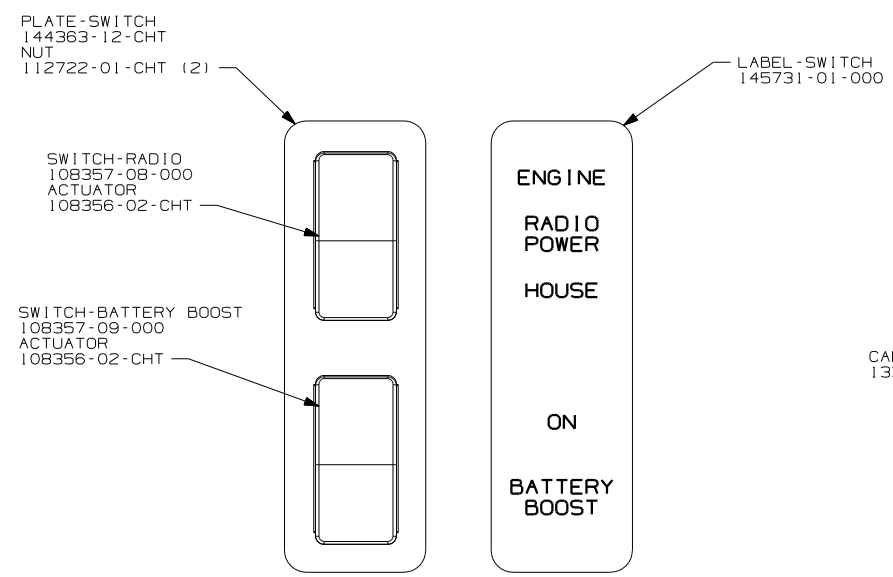 PLATE-SWITCH
144363-12-CHT
NUT
112722-01-CHT (2)
SWITCH-RADIO
108357-08-000
ACTUATOR
108356-02-CHT
SWITCH-BATTERY BOOST
108357-09-000
ACTUATOR
108356-02-CHT
LABEL-SWITCH
145731-01-000
ENGINE
RADIO
POWER
HOUSE
ON
BATTERY
BOOST